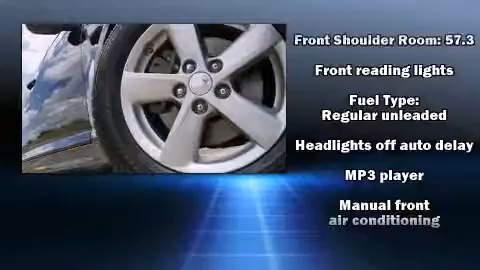 Front Shoulder Room: 57.3
Front reading lights
Fuel Type:
Regular unleaded
Headlights off auto delay
MP3 player
Manual front
air conditioning